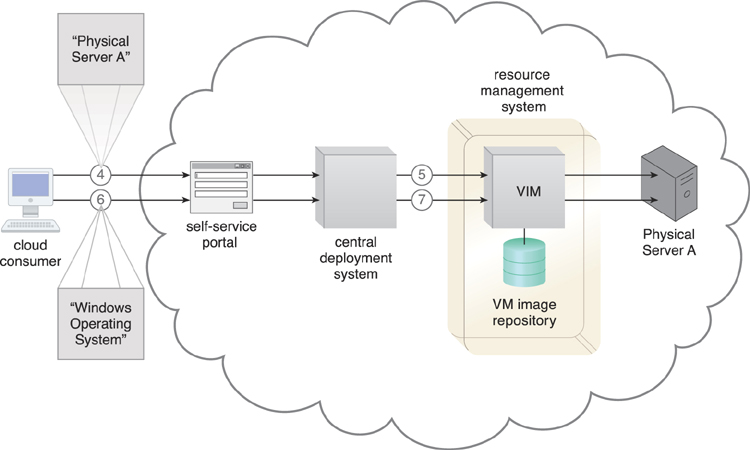 “Physical
Server A”
resource
management
system
4
5
6
7
VIM
cloud
consumer
self-service
portal
central
deployment
system
Physical
Server A
“Windows
Operating
System”
VM image
repository